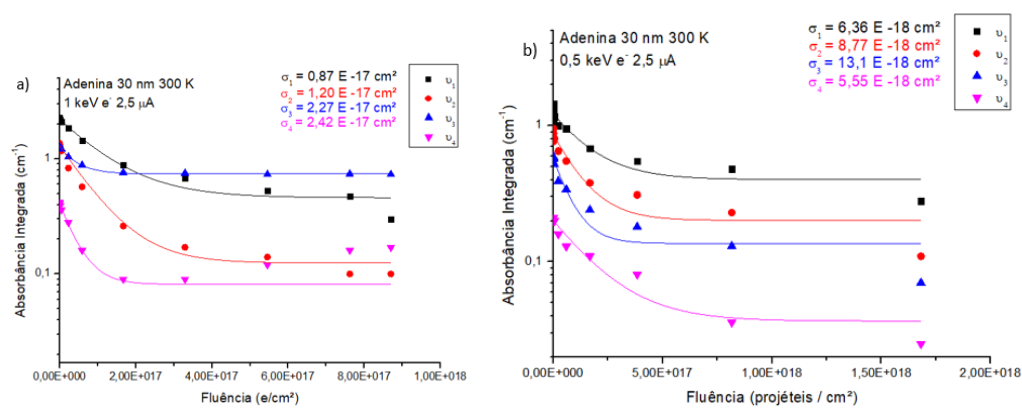 a)
Adenina 30 nm 300 K
1 keV e⁻ 2,5 µA
σ₁ = 0,87 E -17 cm²
σ₂ = 1,20 E -17 cm²
σ₃ = 2,27 E -17 cm²
σ₄ = 2,42 E -17 cm²
υ₁
υ₂
υ₃
υ₄
Absorbância Integrada (cm⁻¹)
1
0,1
0,00E+000 2,00E+017 4,00E+017 6,00E+017 8,00E+017 1,00E+018
Fluência (e/cm²)
b)
Adenina 30 nm 300 K
0,5 keV e⁻ 2,5 µA
σ₁ = 6,36 E -18 cm²
σ₂ = 8,77 E -18 cm²
σ₃ = 13,1 E -18 cm²
σ₄ = 5,55 E -18 cm²
υ₁
υ₂
υ₃
υ₄
Absorbância Integrada (cm⁻¹)
1
0,1
0,00E+000 5,00E+017 1,00E+018 1,50E+018 2,00E+018
Fluência (projéteis / cm²)